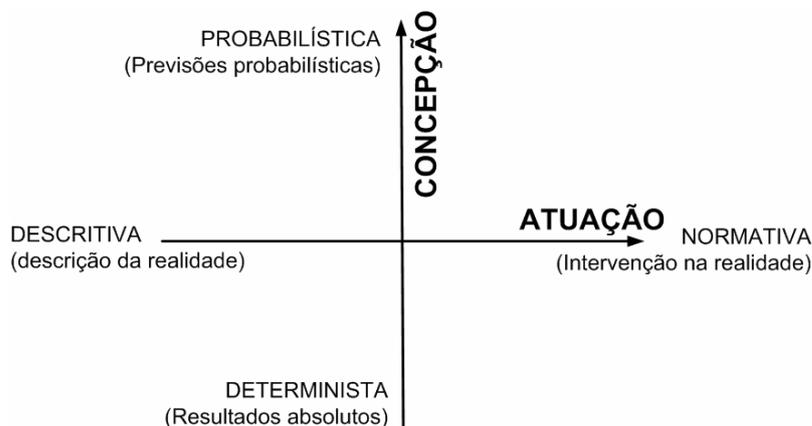 PROBABILÍSTICA
(Previsões probabilísticas)
CONCEPÇÃO
ATUAÇÃO
DESCRITIVA
(descrição da realidade)
NORMATIVA
(Intervenção na realidade)
DETERMINISTA
(Resultados absolutos)